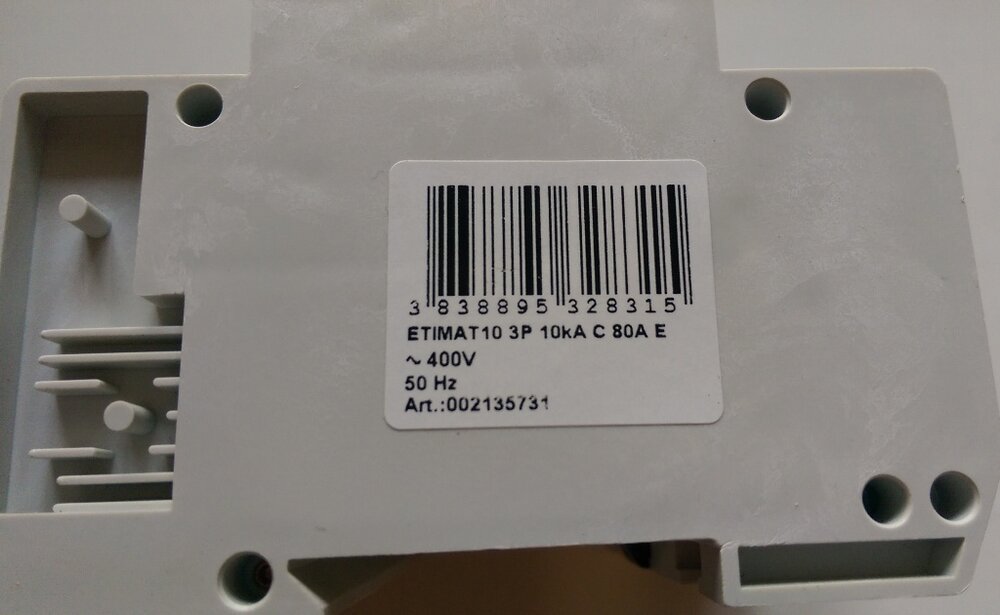 3 838895 328315
ETIMAT10 3P 10kA C 80A E
~ 400V
50 Hz
Art.:002135731